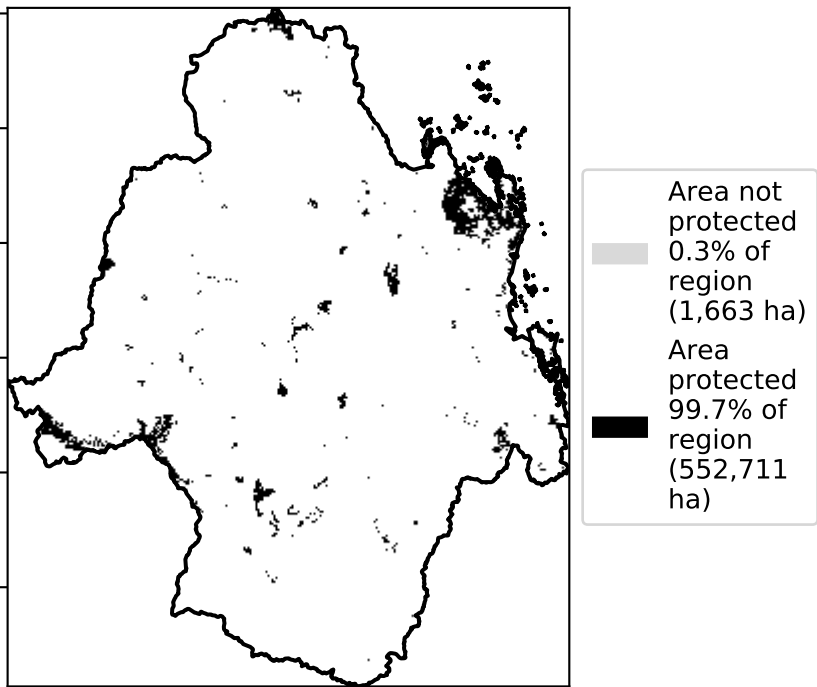 Area not
protected
0.3% of
region
(1,663 ha)
Area
protected
99.7% of
region
(552,711
ha)